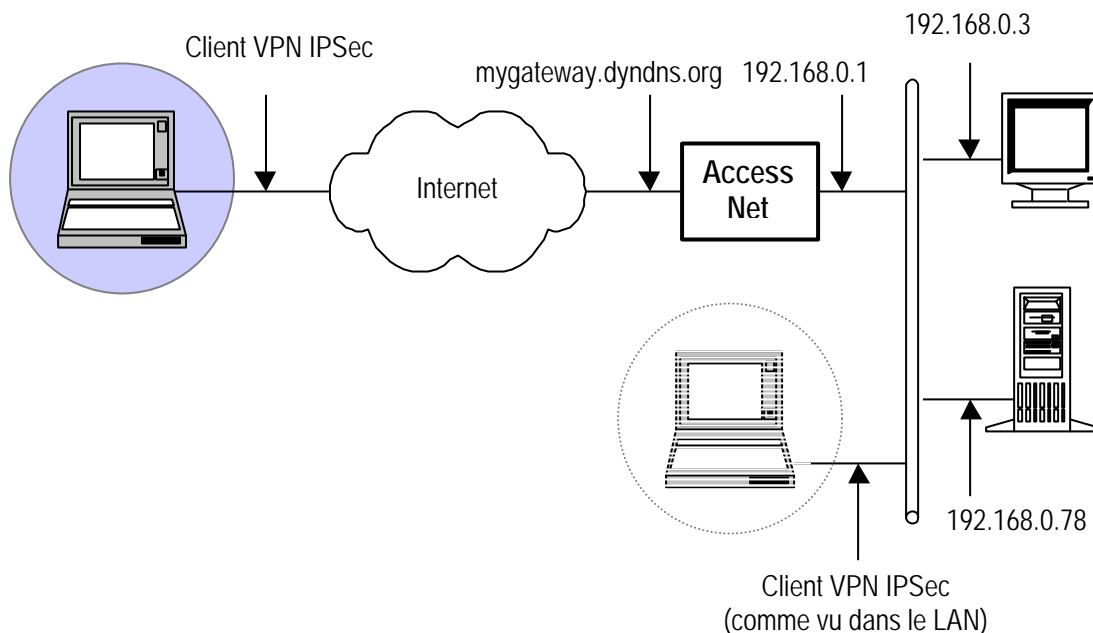 192.168.0.3
Client VPN IPSec
mygateway.dyndns.org 192.168.0.1
Internet
Access
Net
192.168.0.78
Client VPN IPSec
(comme vu dans le LAN)